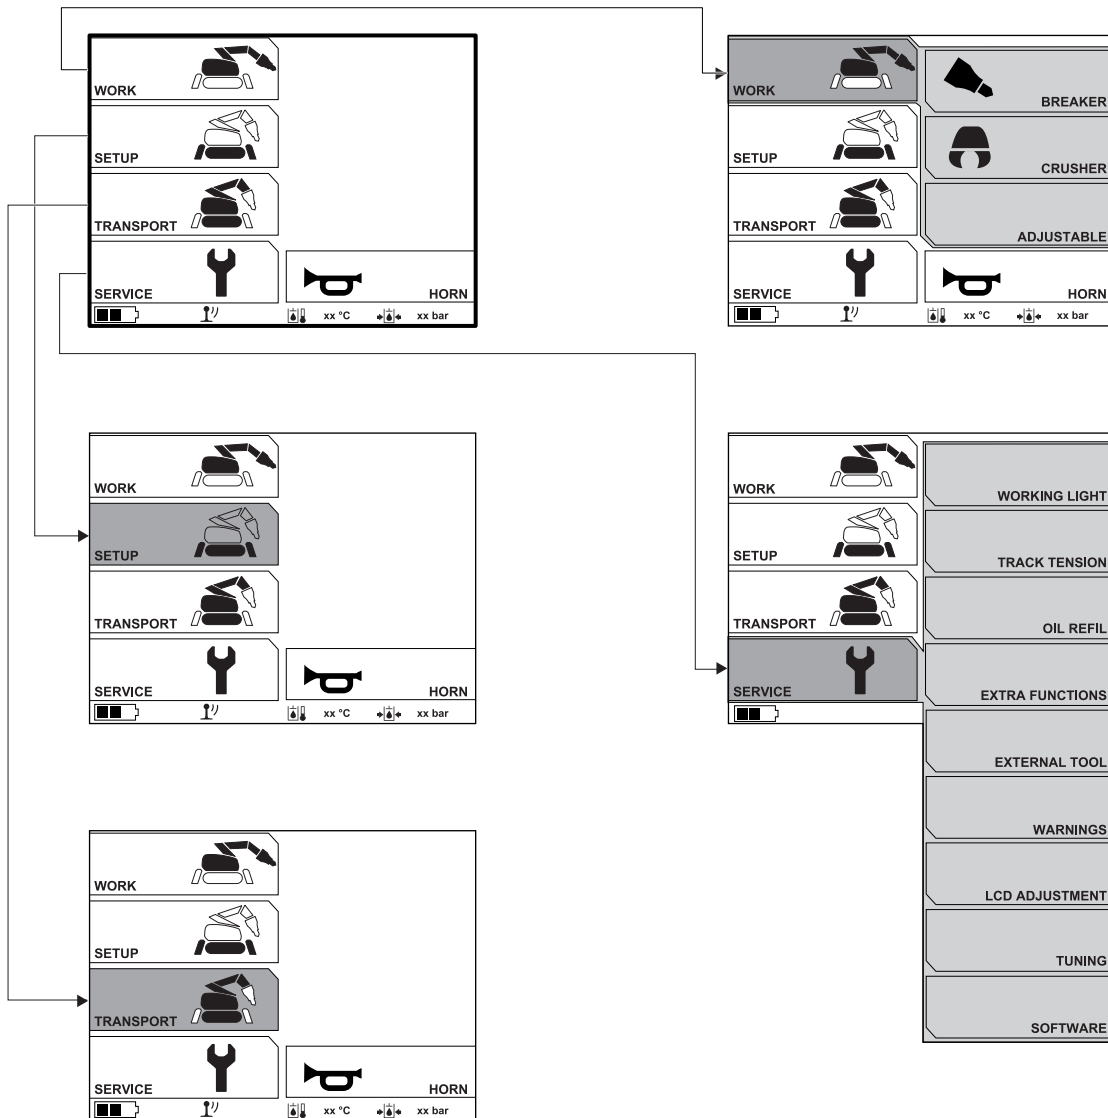 WORK
SETUP
TRANSPORT
SERVICE
HORN
xx °C
xx bar
WORK
BREAKER
SETUP
CRUSHER
TRANSPORT
ADJUSTABLE
SERVICE
HORN
xx °C
xx bar
WORK
SETUP
TRANSPORT
SERVICE
HORN
xx °C
xx bar
WORK
SETUP
TRANSPORT
SERVICE
WORKING LIGHT
TRACK TENSION
OIL REFIL
EXTRA FUNCTIONS
EXTERNAL TOOL
WARNINGS
LCD ADJUSTMENT
TUNING
SOFTWARE
WORK
SETUP
TRANSPORT
SERVICE
HORN
xx °C
xx bar